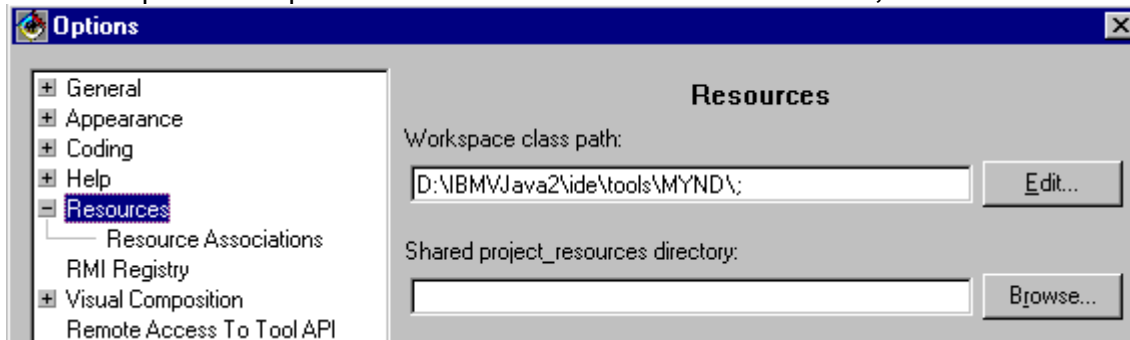 Options
General
Appearance
Coding
Help
Resources
Resource Associations
RMI Registry
Visual Composition
Remote Access To Tool API
Resources
Workspace class path:
D:\IBMVJava2\ide\tools\MYND\;
Edit...
Shared project_resources directory:
Browse...